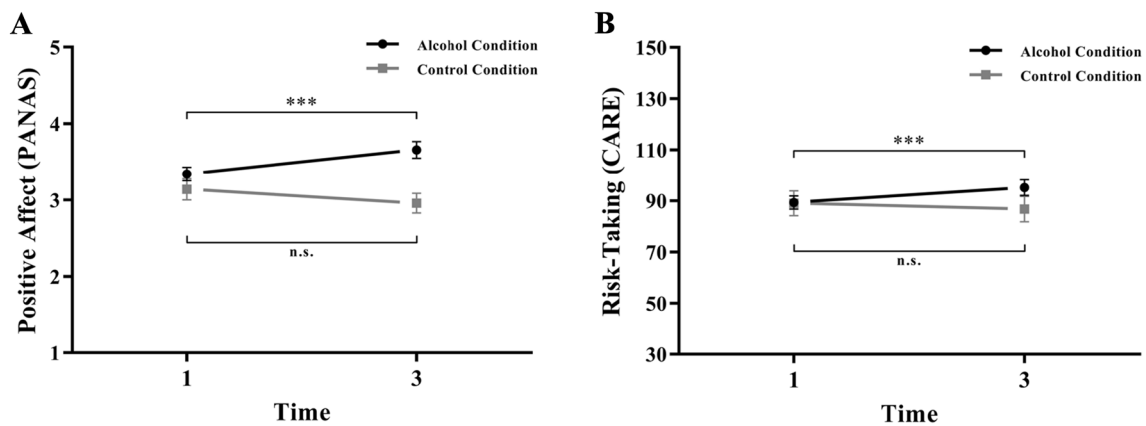 A
Positive Affect (PANAS)
5
4
3
2
1
Alcohol Condition
Control Condition
***
n.s.
1
3
Time
B
Risk-Taking (CARE)
150
130
110
90
70
50
30
Alcohol Condition
Control Condition
***
n.s.
1
3
Time